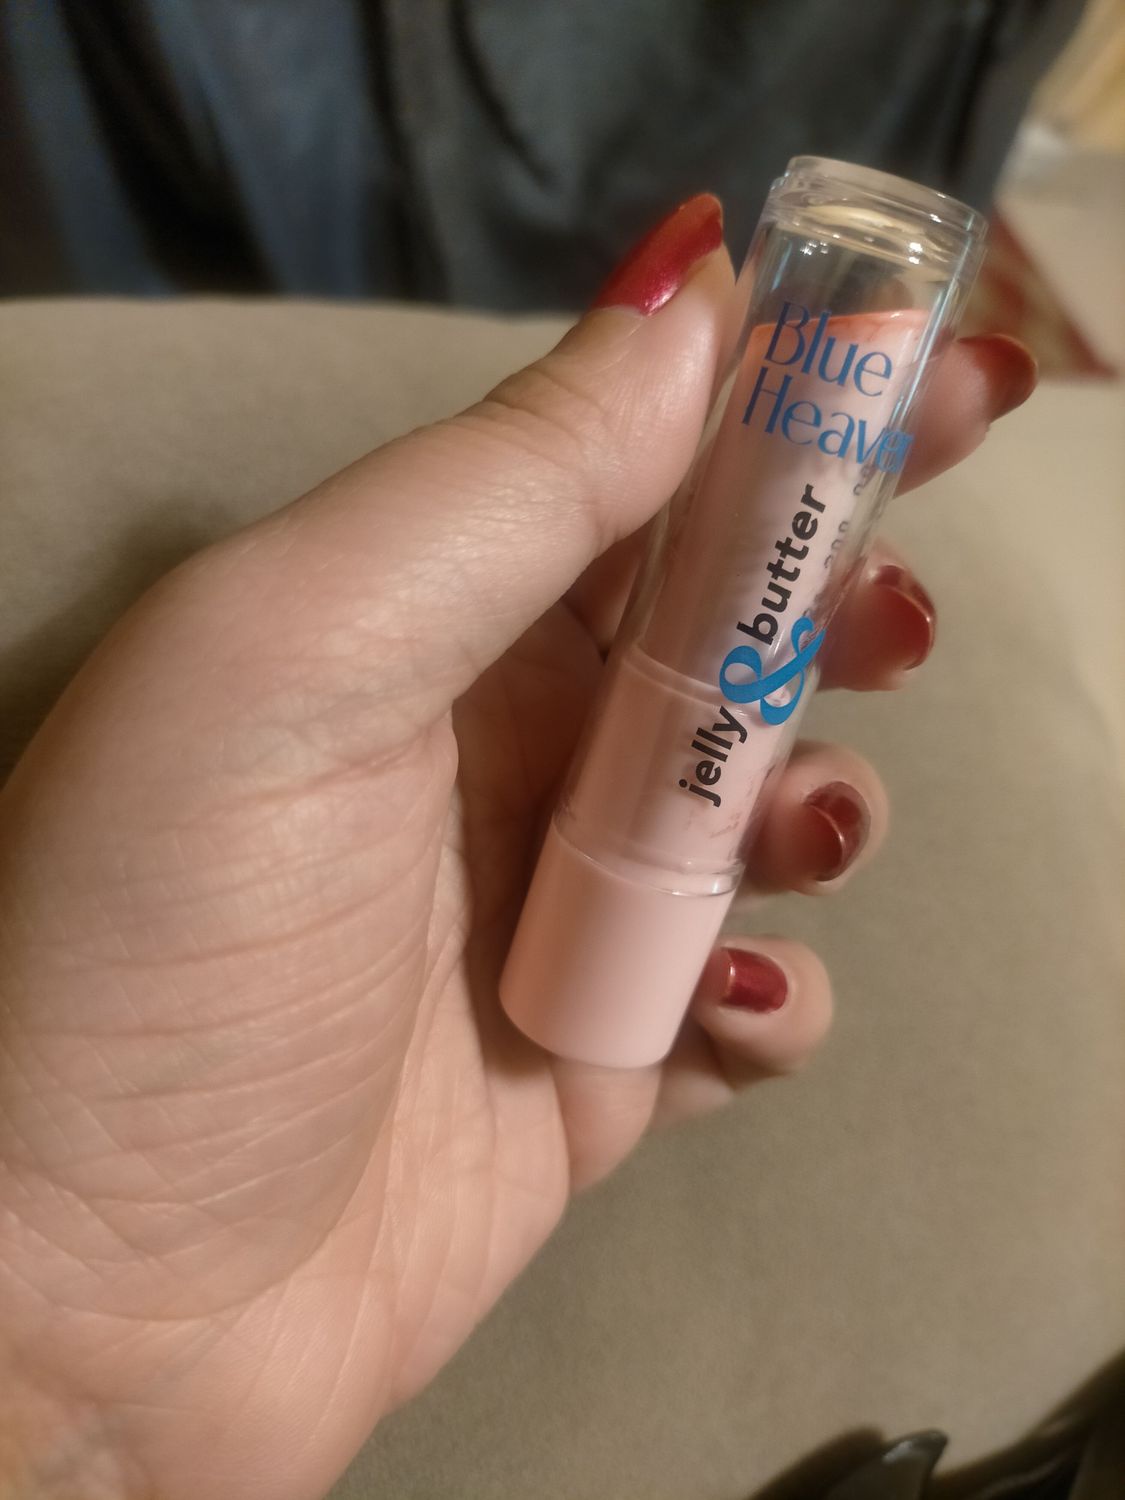 Blue
Heaven
jelly & butter